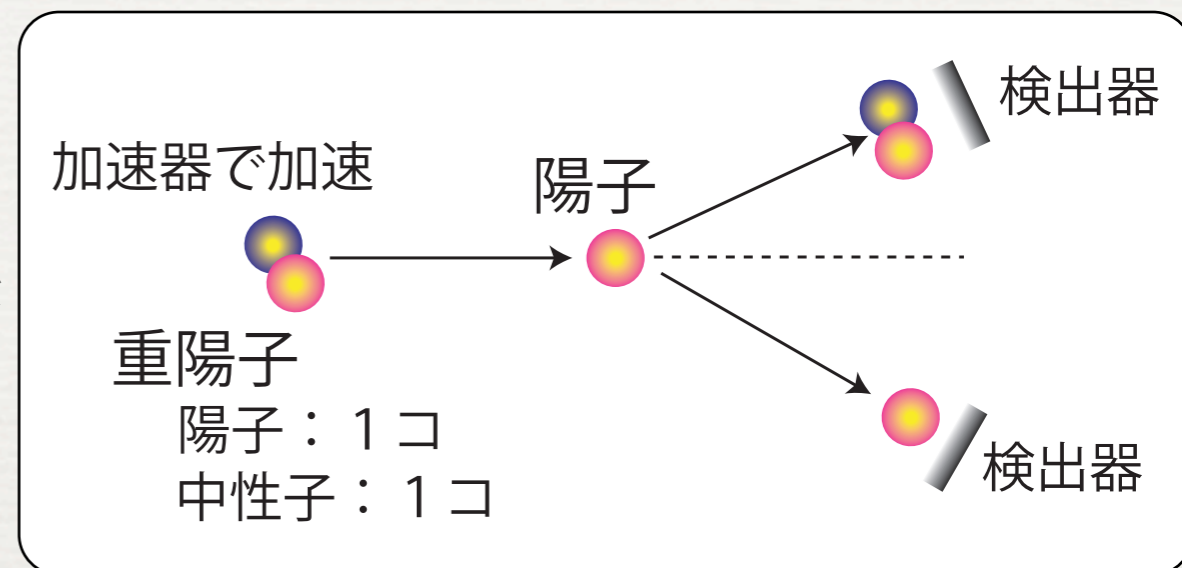 加速器で加速
陽子
検出器
重陽子
陽子：１コ
中性子：１コ
検出器